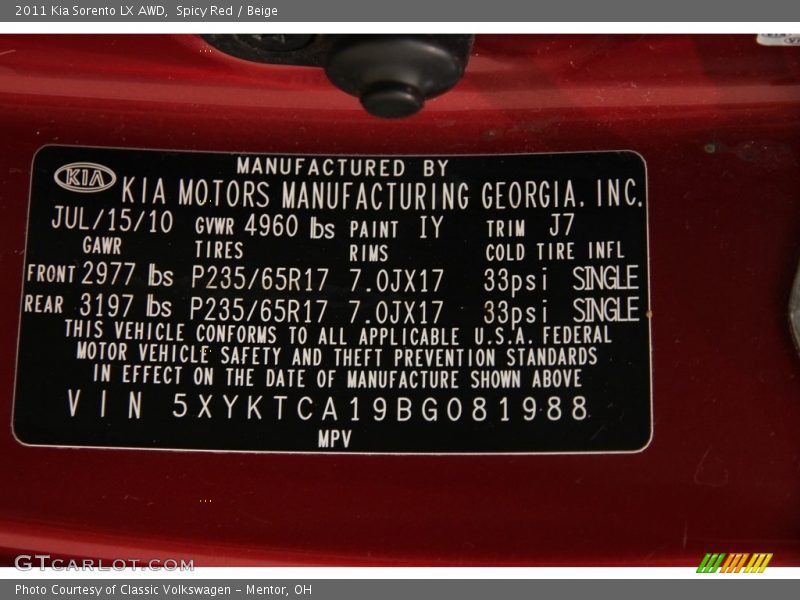 2011 Kia Sorento LX AWD, Spicy Red / Beige
MANUFACTURED BY
KIA KIA MOTORS MANUFACTURING GEORGIA, INC.
JUL/15/10 GVWR 4960 lbs PAINT IY TRIM J7
GAWR TIRES RIMS COLD TIRE INFL
FRONT 2977 lbs P235/65R17 7.0JX17 33psi SINGLE
REAR 3197 lbs P235/65R17 7.0JX17 33psi SINGLE
THIS VEHICLE CONFORMS TO ALL APPLICABLE U.S.A. FEDERAL
MOTOR VEHICLE SAFETY AND THEFT PREVENTION STANDARDS
IN EFFECT ON THE DATE OF MANUFACTURE SHOWN ABOVE
VIN 5XYKTCA19BG081988
MPV
GTCARLOT.COM
Photo Courtesy of Classic Volkswagen - Mentor, OH